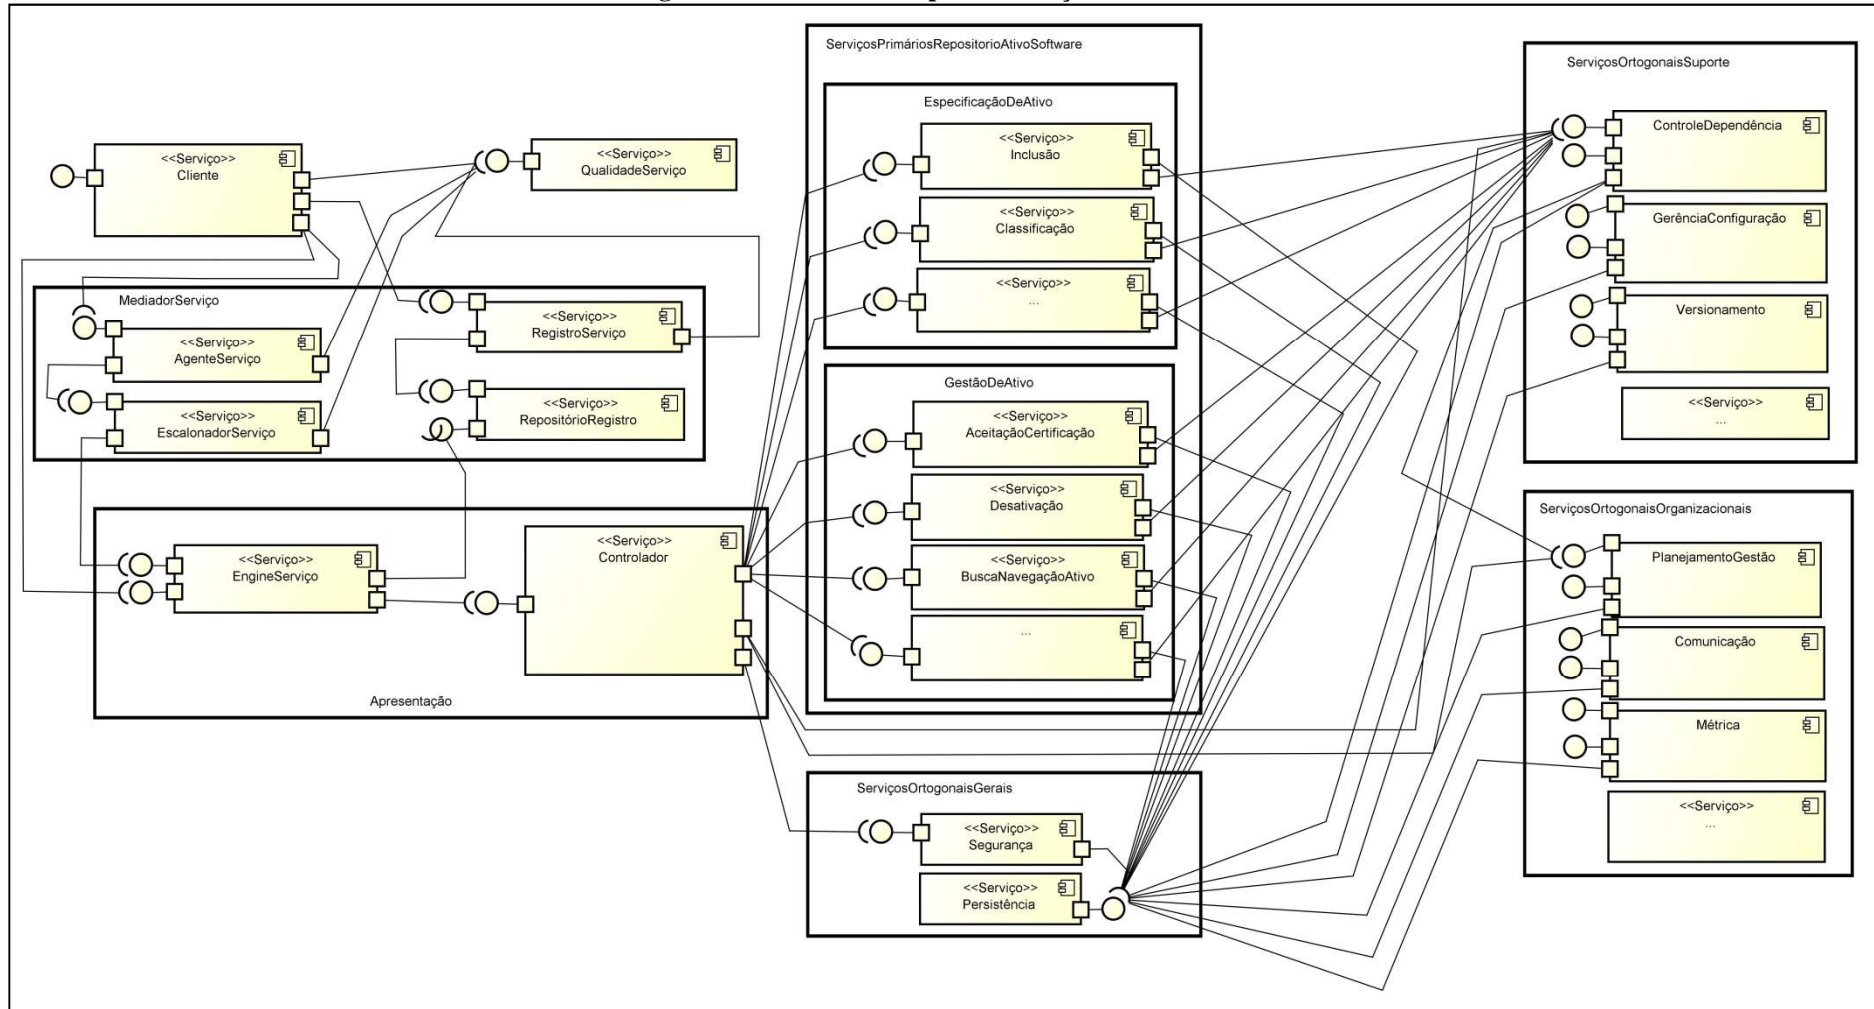 ServiçosPrimáriosRepositorioAtivoSoftware
EspecificaçãoDeAtivo
<<Serviço>>
Inclusão
<<Serviço>>
Classificação
<<Serviço>>
...
GestãoDeAtivo
<<Serviço>>
AceitaçãoCertificação
<<Serviço>>
Desativação
<<Serviço>>
BuscaNavegaçãoAtivo
...
<<Serviço>>
Cliente
<<Serviço>>
QualidadeServiço
MediadorServiço
<<Serviço>>
AgenteServiço
<<Serviço>>
EscalonadorServiço
<<Serviço>>
RegistroServiço
<<Serviço>>
RepositórioRegistro
<<Serviço>>
EngineServiço
<<Serviço>>
Controlador
Apresentação
ServiçosOrtogonaisGerais
<<Serviço>>
Segurança
<<Serviço>>
Persistência
ServiçosOrtogonaisSuporte
ControleDependência
GerênciaConfiguração
Versionamento
<<Serviço>>
...
ServiçosOrtogonaisOrganizacionais
PlanejamentoGestão
Comunicação
Métrica
<<Serviço>>
...